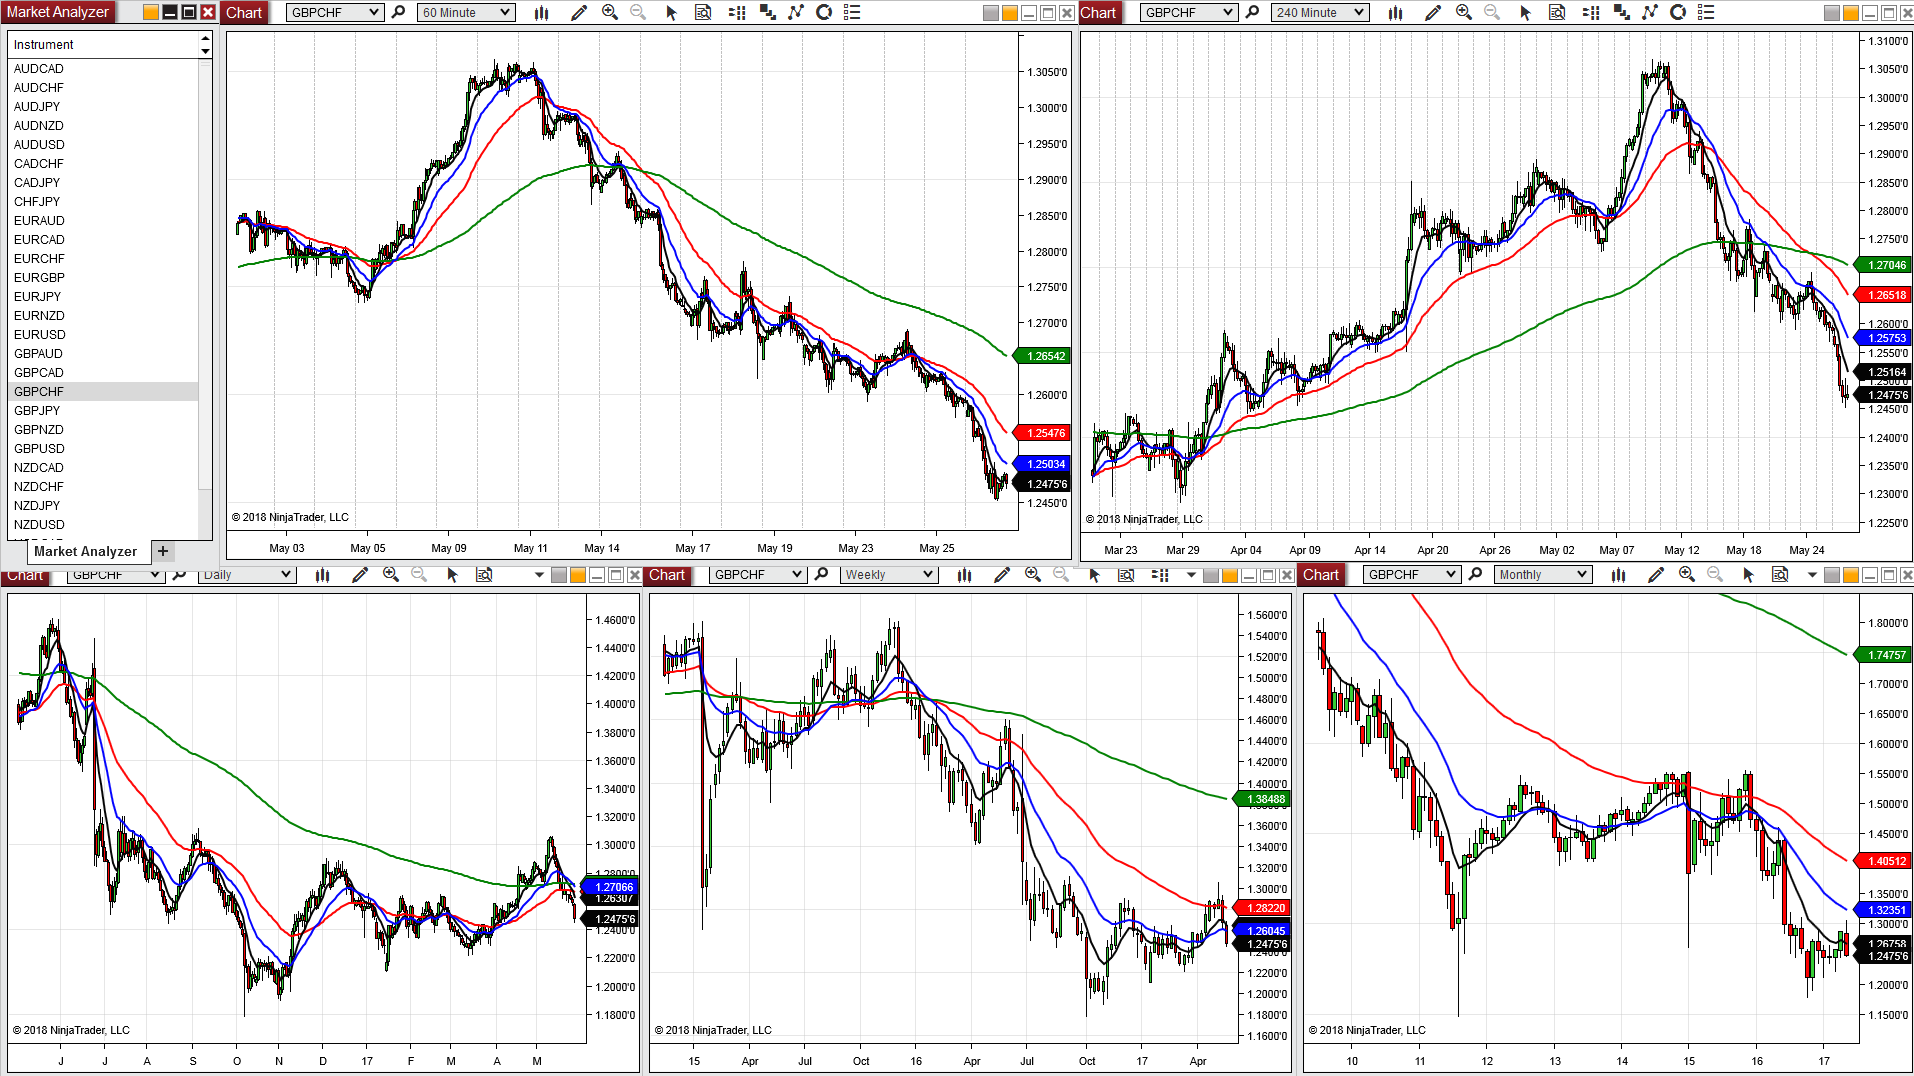 Market Analyzer
Instrument
AUDCAD
AUDCHF
AUDJPY
AUDNZD
AUDUSD
CADCHF
CADJPY
CHFJPY
EURAUD
EURCAD
EURCHF
EURGBP
EURJPY
EURNZD
EURUSD
GBPAUD
GBPCAD
GBPCHF
GBPJPY
GBPNZD
GBPUSD
NZDCAD
NZDCHF
NZDJPY
NZDUSD
Market Analyzer +
Chart GBPCHF 60 Minute
1.3050'0
1.3000'0
1.2950'0
1.2900'0
1.2850'0
1.2800'0
1.2750'0
1.2700'0
1.26542
1.2600'0
1.25476
1.25034
1.2475'6
1.2450'0
© 2018 NinjaTrader, LLC
May 03 May 05 May 09 May 11 May 14 May 17 May 19 May 23 May 25
Chart GBPCHF 240 Minute
1.3100'0
1.3050'0
1.3000'0
1.2950'0
1.2900'0
1.2850'0
1.2800'0
1.2750'0
1.27046
1.26518
1.2600'0
1.25753
1.2550'0
1.25164
1.2475'6
1.2450'0
1.2400'0
1.2350'0
1.2300'0
1.2250'0
© 2018 NinjaTrader, LLC
Mar 23 Mar 29 Apr 04 Apr 09 Apr 14 Apr 20 Apr 26 May 02 May 07 May 12 May 18 May 24
Chart GBPCHF Daily
1.4600'0
1.4400'0
1.4200'0
1.4000'0
1.3800'0
1.3600'0
1.3400'0
1.3200'0
1.3000'0
1.27066
1.26307
1.2475'6
1.2400'0
1.2200'0
1.2000'0
1.1800'0
© 2018 NinjaTrader, LLC
J J A S O N D 17 F M A M
Chart GBPCHF Weekly
1.5600'0
1.5400'0
1.5200'0
1.5000'0
1.4800'0
1.4600'0
1.4400'0
1.4200'0
1.4000'0
1.38488
1.3600'0
1.3400'0
1.3200'0
1.3000'0
1.28220
1.26045
1.2475'6
1.2200'0
1.2000'0
1.1800'0
1.1600'0
© 2018 NinjaTrader, LLC
15 Apr Jul Oct 16 Apr Jul Oct 17 Apr
Chart GBPCHF Monthly
1.8000'0
1.74757
1.7000'0
1.6500'0
1.6000'0
1.5500'0
1.5000'0
1.4500'0
1.40512
1.3500'0
1.32351
1.3000'0
1.26758
1.2475'6
1.2000'0
1.1500'0
© 2018 NinjaTrader, LLC
10 11 12 13 14 15 16 17